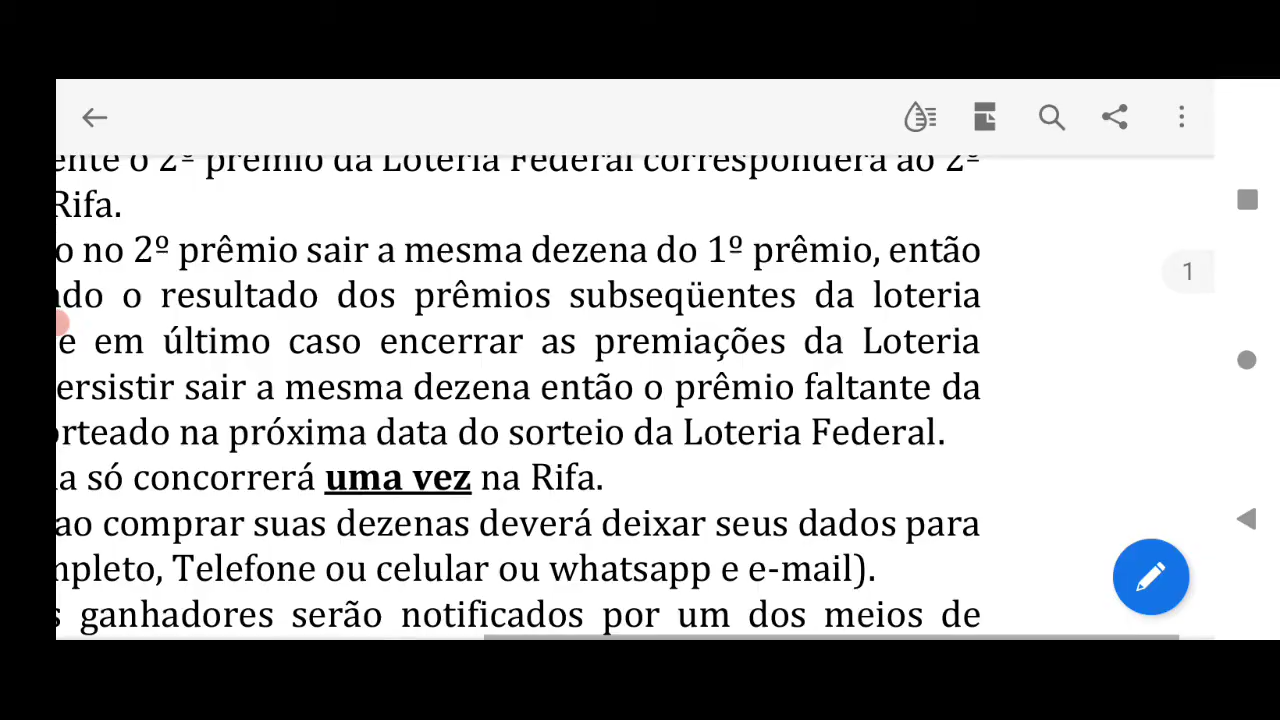 ente o 2º prêmio da Loteria Federal corresponderá ao 2º
Rifa.
o no 2º prêmio sair a mesma dezena do 1º prêmio, então
ndo o resultado dos prêmios subseqüentes da loteria
e em último caso encerrar as premiações da Loteria
ersistir sair a mesma dezena então o prêmio faltante da
orteado na próxima data do sorteio da Loteria Federal.
a só concorrerá uma vez na Rifa.
ao comprar suas dezenas deverá deixar seus dados para
mpleto, Telefone ou celular ou whatsapp e e-mail).
s ganhadores serão notificados por um dos meios de
1